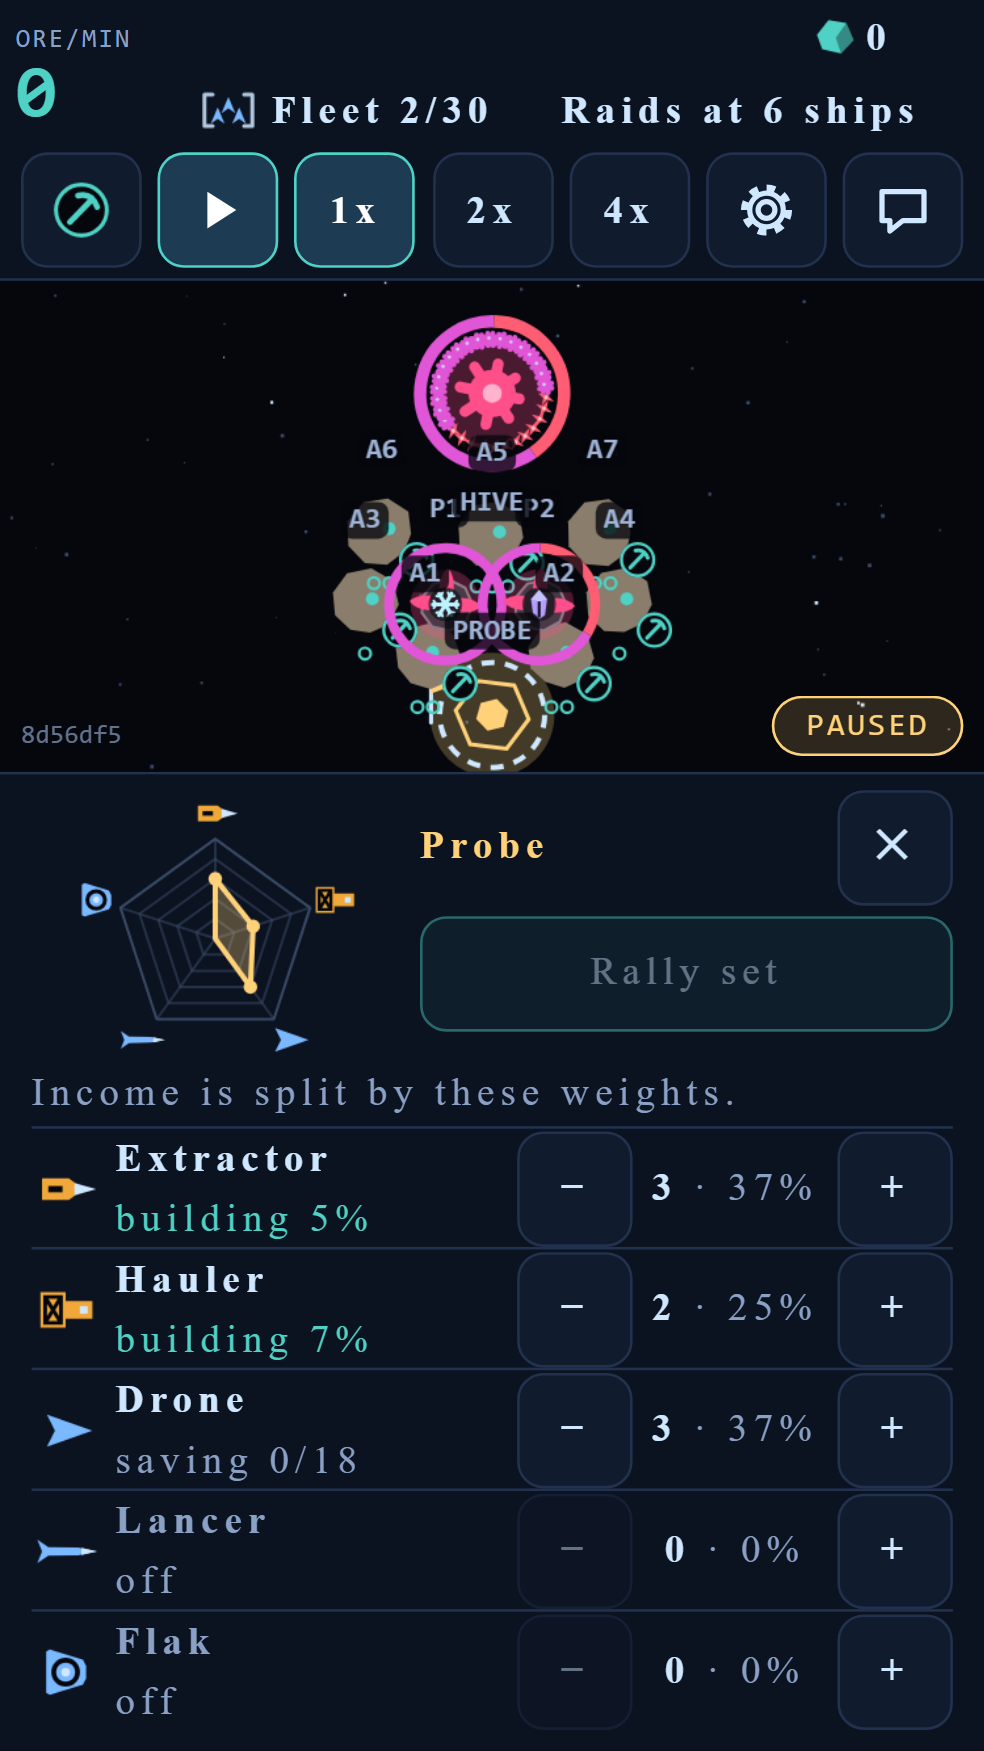 ORE/MIN
0
0
Fleet 2/30
Raids at 6 ships
1x
2x
4x
A6
A5
A7
A3
P1
HIVE
P2
A4
A1
A2
PROBE
8d56df5
PAUSED
Probe
Rally set
Income is split by these weights.
Extractor
building 5%
− 3 · 37% +
Hauler
building 7%
− 2 · 25% +
Drone
saving 0/18
− 3 · 37% +
Lancer
off
− 0 · 0% +
Flak
off
− 0 · 0% +